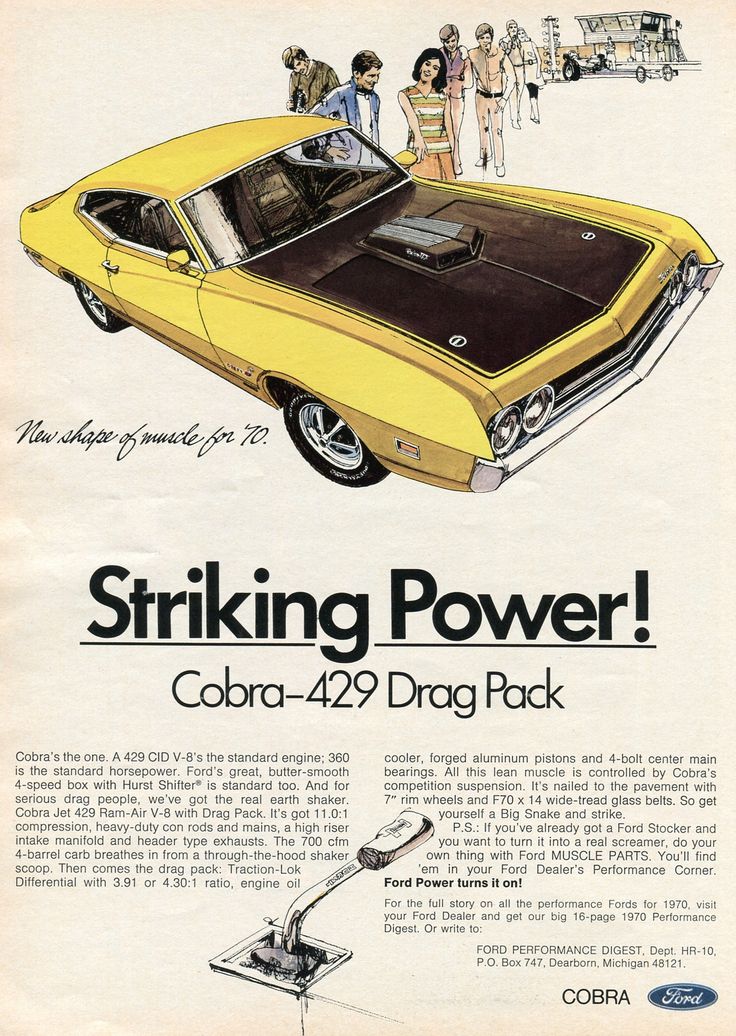 New shape of muscle for '70.
Striking Power!
Cobra-429 Drag Pack
Cobra's the one. A 429 CID V-8's the standard engine; 360
is the standard horsepower. Ford's great, butter-smooth
4-speed box with Hurst Shifter® is standard too. And for
serious drag people, we've got the real earth shaker.
Cobra Jet 429 Ram-Air V-8 with Drag Pack. It's got 11.0:1
compression, heavy-duty con rods and mains, a high riser
intake manifold and header type exhausts. The 700 cfm
4-barrel carb breathes in from a through-the-hood shaker
scoop. Then comes the drag pack: Traction-Lok
Differential with 3.91 or 4.30:1 ratio, engine oil
cooler, forged aluminum pistons and 4-bolt center main
bearings. All this lean muscle is controlled by Cobra's
competition suspension. It's nailed to the pavement with
7" rim wheels and F70 x 14 wide-tread glass belts. So get
yourself a Big Snake and strike.
P.S.: If you've already got a Ford Stocker and
you want to turn it into a real screamer, do your
own thing with Ford MUSCLE PARTS. You'll find
'em in your Ford Dealer's Performance Corner.
Ford Power turns it on!
For the full story on all the performance Fords for 1970, visit
your Ford Dealer and get our big 16-page 1970 Performance
Digest. Or write to:
FORD PERFORMANCE DIGEST, Dept. HR-10,
P.O. Box 747, Dearborn, Michigan 48121.
COBRA Ford